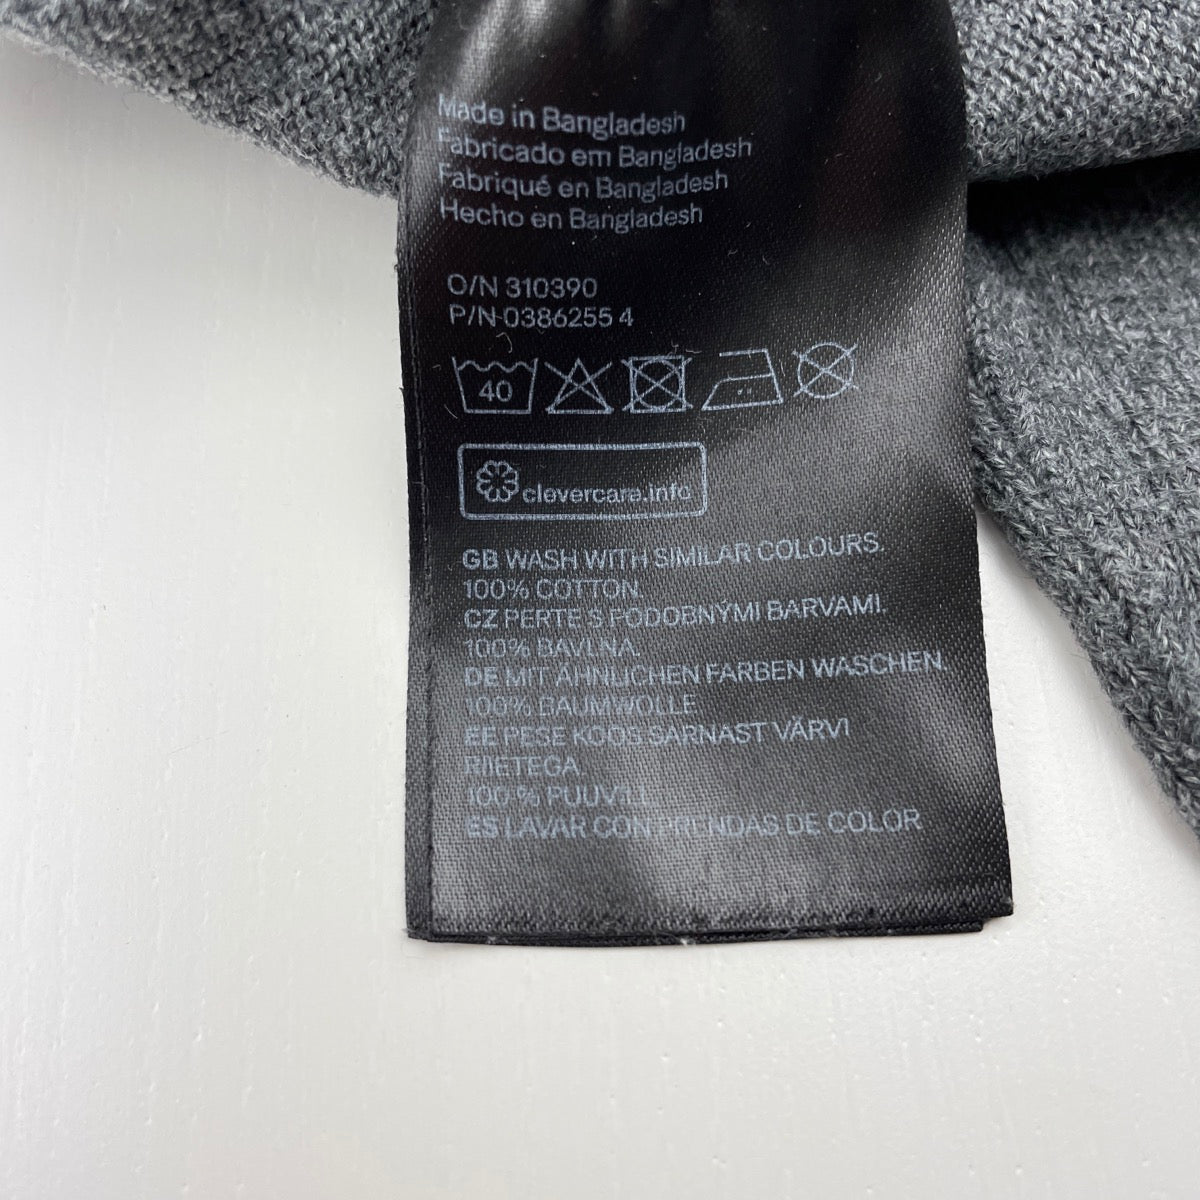 Made in Bangladesh
Fabricado em Bangladesh
Fabriqué en Bangladesh
Hecho en Bangladesh
O/N 310390
P/N 0386255 4
40
clevercare.info
GB WASH WITH SIMILAR COLOURS.
100% COTTON
CZ PERTE S PODOBNÝMI BARVAMI.
100% BAVLNA.
DE MIT ÄHNLICHEN FARBEN WASCHEN.
100% BAUMWOLLE
EE PESE KOOS SARNAST VÄRVI
RIIETEGA.
100 % PUUVILL
ES LAVAR CON PRENDAS DE COLOR